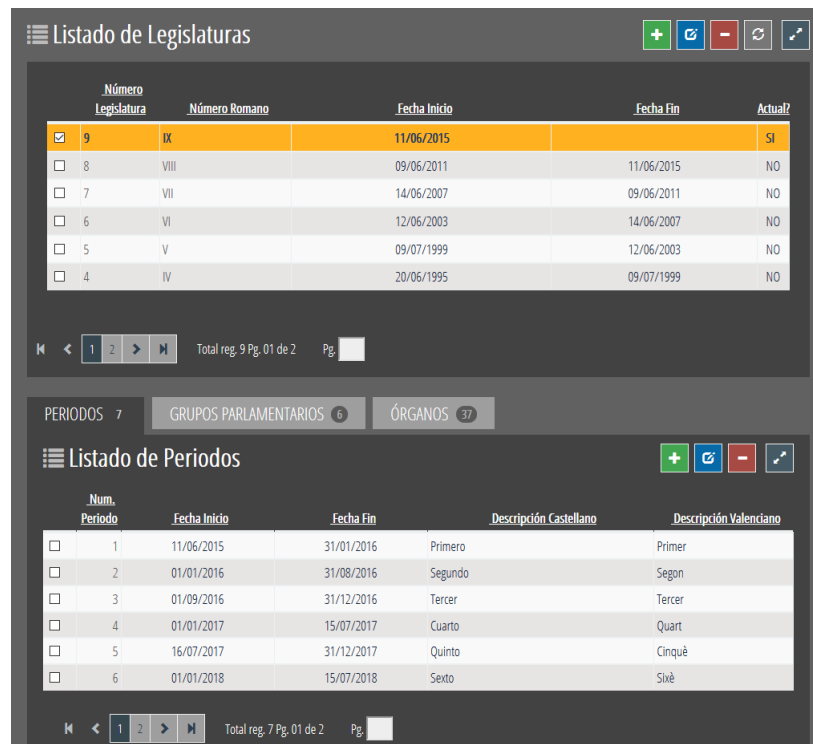 Listado de Legislaturas
Número Legislatura Número Romano Fecha Inicio Fecha Fin Actual?
9 IX 11/06/2015 SI
8 VIII 09/06/2011 11/06/2015 NO
7 VII 14/06/2007 09/06/2011 NO
6 VI 12/06/2003 14/06/2007 NO
5 V 09/07/1999 12/06/2003 NO
4 IV 20/06/1995 09/07/1999 NO
1 2 Total reg. 9 Pg. 01 de 2 Pg.
PERIODOS 7 GRUPOS PARLAMENTARIOS 6 ÓRGANOS 37
Listado de Periodos
Num. Periodo Fecha Inicio Fecha Fin Descripción Castellano Descripción Valenciano
1 11/06/2015 31/01/2016 Primero Primer
2 01/01/2016 31/08/2016 Segundo Segon
3 01/09/2016 31/12/2016 Tercer Tercer
4 01/01/2017 15/07/2017 Cuarto Quart
5 16/07/2017 31/12/2017 Quinto Cinquè
6 01/01/2018 15/07/2018 Sexto Sixè
1 2 Total reg. 7 Pg. 01 de 2 Pg.